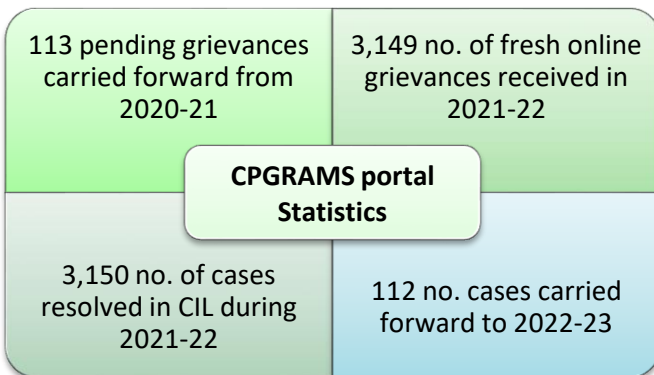 113 pending grievances
carried forward from
2020-21
3,149 no. of fresh online
grievances received in
2021-22
CPGRAMS portal
Statistics
3,150 no. of cases
resolved in CIL during
2021-22
112 no. cases carried
forward to 2022-23